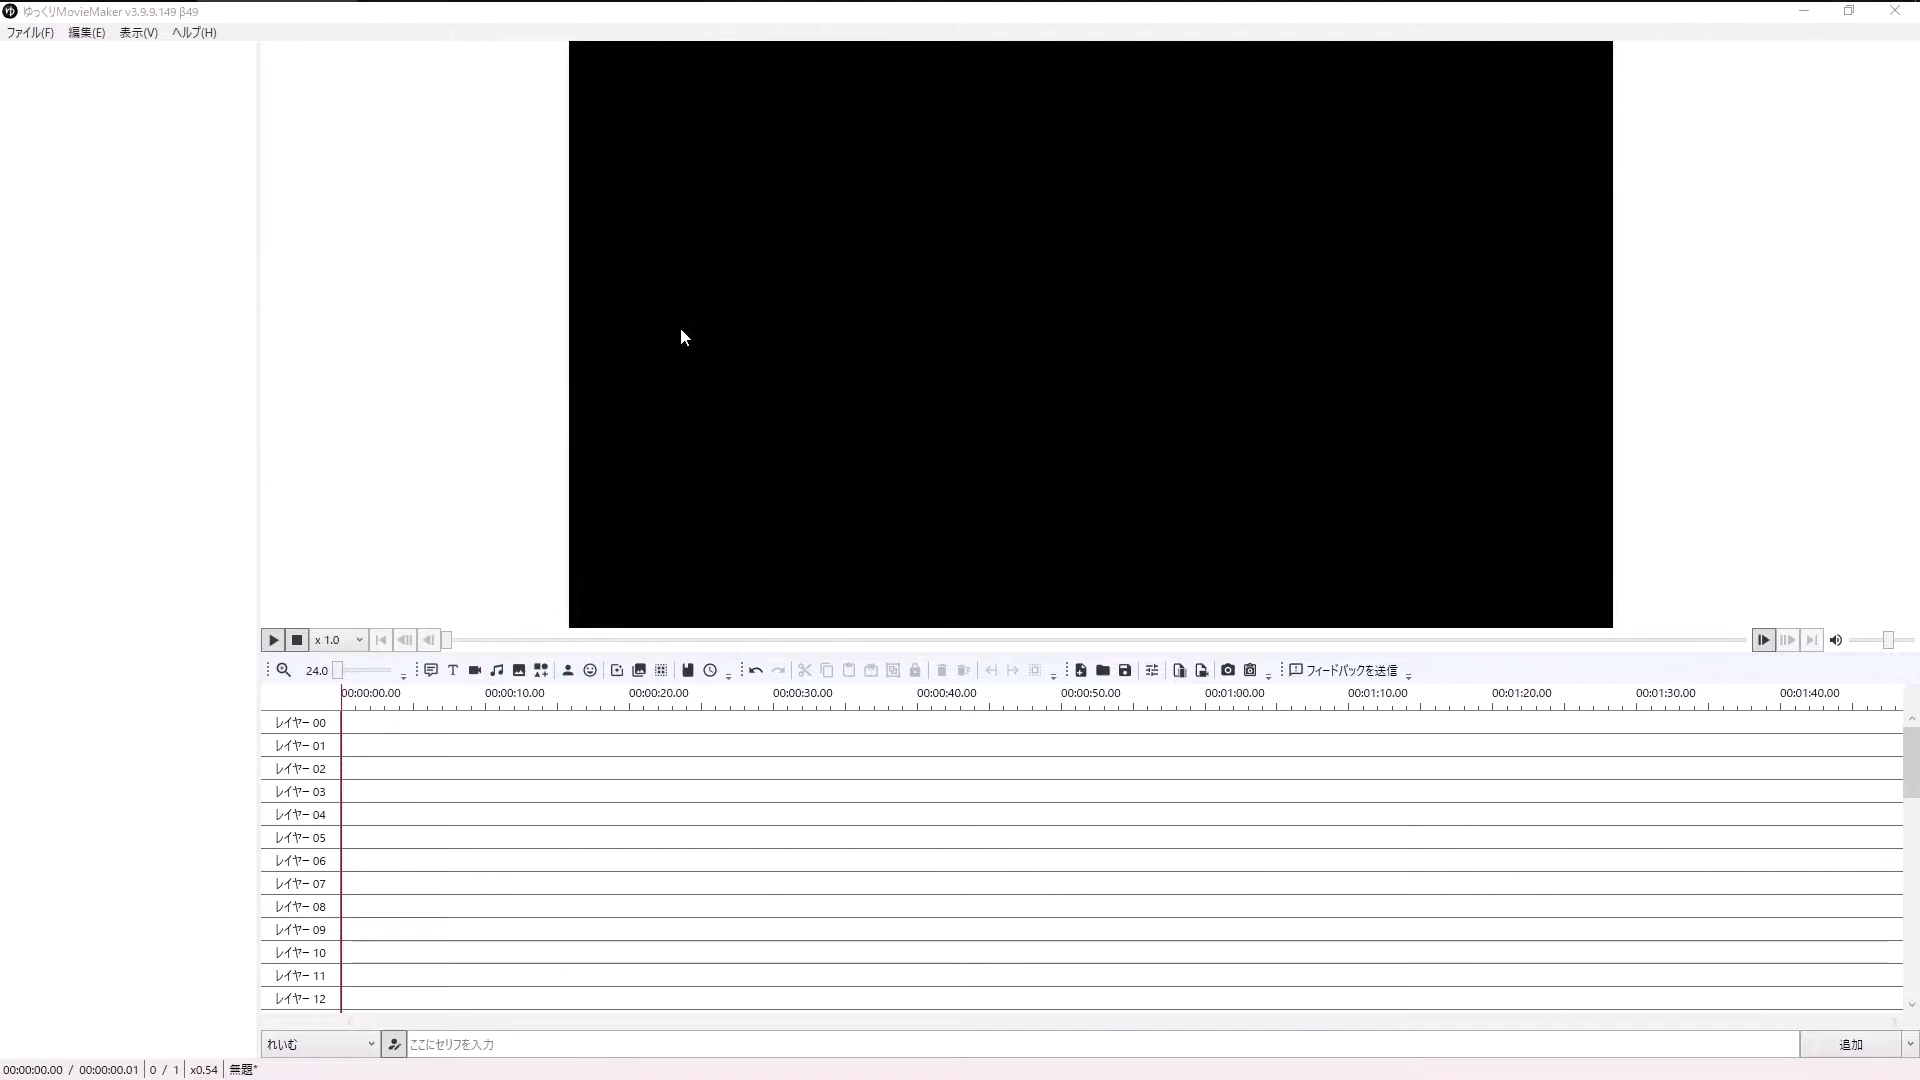 ゆっくりMovieMaker v3.9.9.149 β49
ファイル(F) 編集(E) 表示(V) ヘルプ(H)
x 1.0
24.0 フィードバックを送信
00:00:00.00 00:00:10.00 00:00:20.00 00:00:30.00 00:00:40.00 00:00:50.00 00:01:00.00 00:01:10.00 00:01:20.00 00:01:30.00 00:01:40.00
レイヤー 00
レイヤー 01
レイヤー 02
レイヤー 03
レイヤー 04
レイヤー 05
レイヤー 06
レイヤー 07
レイヤー 08
レイヤー 09
レイヤー 10
レイヤー 11
レイヤー 12
れいむ ここにセリフを入力 追加
00:00:00.00 / 00:00:00.01 0 / 1 x0.54 無題*